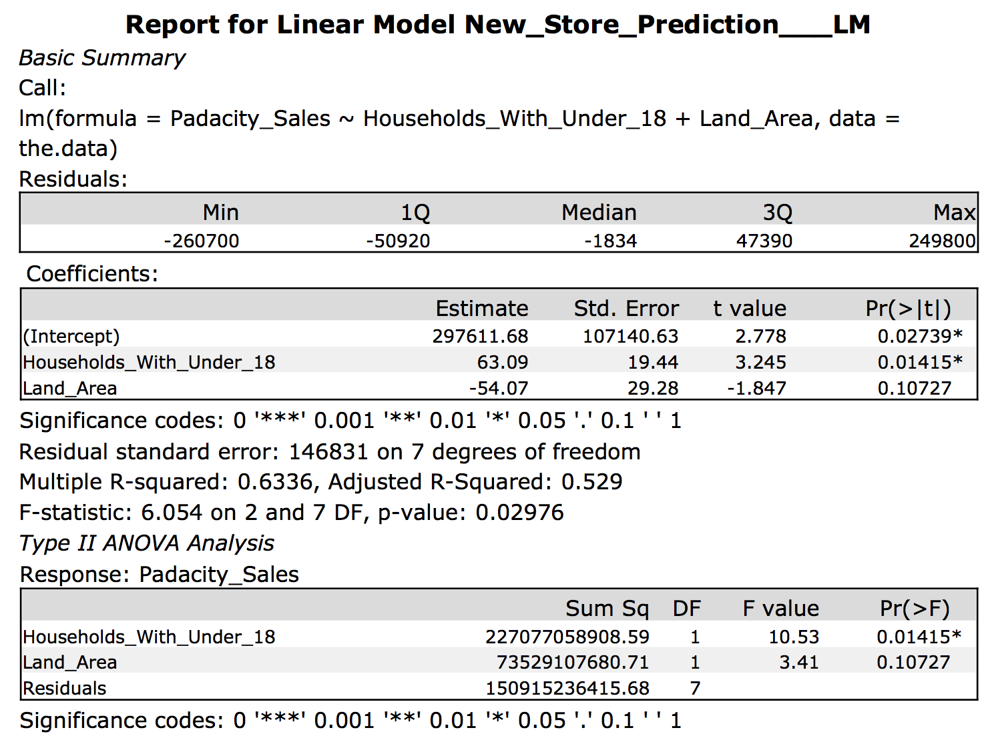 Report for Linear Model New_Store_Prediction___LM
Basic Summary
Call:
lm(formula = Padacity_Sales ~ Households_With_Under_18 + Land_Area, data =
the.data)
Residuals:
Min 1Q Median 3Q Max
-260700 -50920 -1834 47390 249800
Coefficients:
Estimate Std. Error t value Pr(>|t|)
(Intercept) 297611.68 107140.63 2.778 0.02739*
Households_With_Under_18 63.09 19.44 3.245 0.01415*
Land_Area -54.07 29.28 -1.847 0.10727
Significance codes: 0 '***' 0.001 '**' 0.01 '*' 0.05 '.' 0.1 ' ' 1
Residual standard error: 146831 on 7 degrees of freedom
Multiple R-squared: 0.6336, Adjusted R-Squared: 0.529
F-statistic: 6.054 on 2 and 7 DF, p-value: 0.02976
Type II ANOVA Analysis
Response: Padacity_Sales
Sum Sq DF F value Pr(>F)
Households_With_Under_18 227077058908.59 1 10.53 0.01415*
Land_Area 73529107680.71 1 3.41 0.10727
Residuals 150915236415.68 7
Significance codes: 0 '***' 0.001 '**' 0.01 '*' 0.05 '.' 0.1 ' ' 1